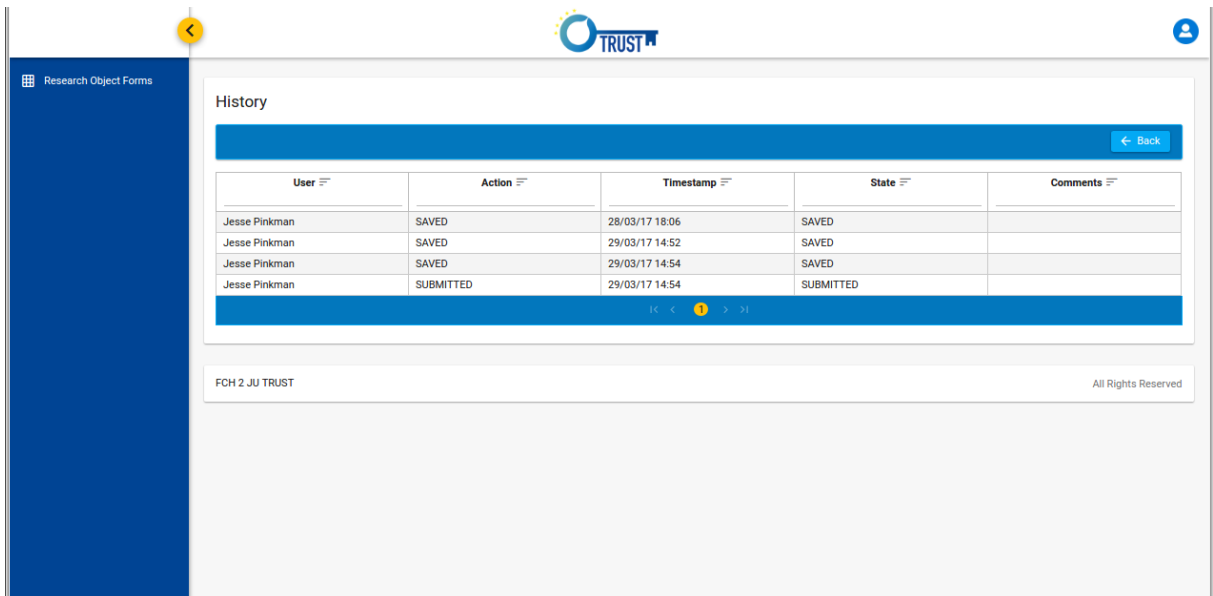 TRUST
Research Object Forms
History
Back
User Action Timestamp State Comments
Jesse Pinkman SAVED 28/03/17 18:06 SAVED
Jesse Pinkman SAVED 29/03/17 14:52 SAVED
Jesse Pinkman SAVED 29/03/17 14:54 SAVED
Jesse Pinkman SUBMITTED 29/03/17 14:54 SUBMITTED
1
FCH 2 JU TRUST All Rights Reserved